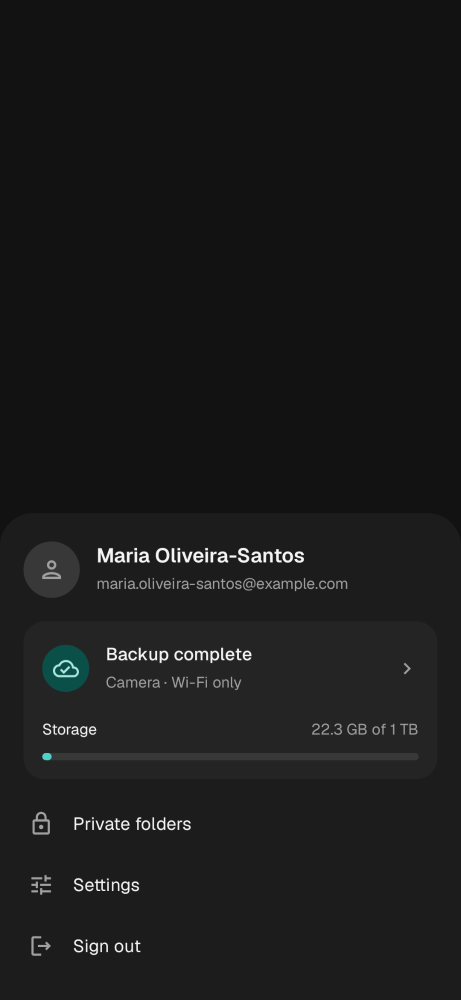 Maria Oliveira-Santos
maria.oliveira-santos@example.com
Backup complete
Camera · Wi-Fi only
Storage
22.3 GB of 1 TB
Private folders
Settings
Sign out